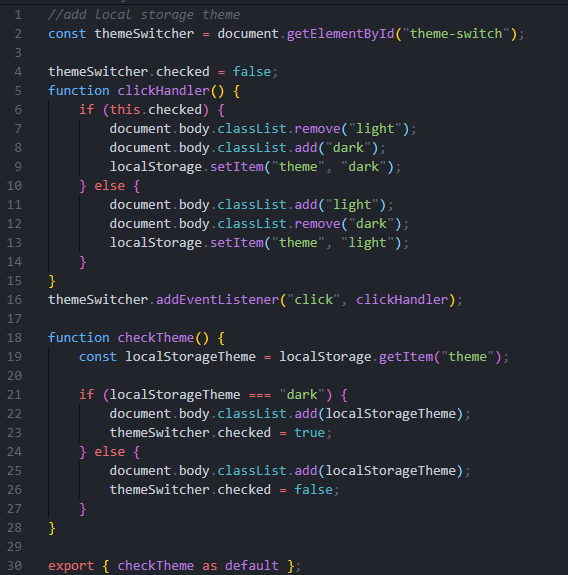 1 //add local storage theme
2 const themeSwitcher = document.getElementById("theme-switch");
3
4 themeSwitcher.checked = false;
5 function clickHandler() {
6     if (this.checked) {
7         document.body.classList.remove("light");
8         document.body.classList.add("dark");
9         localStorage.setItem("theme", "dark");
10     } else {
11         document.body.classList.add("light");
12         document.body.classList.remove("dark");
13         localStorage.setItem("theme", "light");
14     }
15 }
16 themeSwitcher.addEventListener("click", clickHandler);
17
18 function checkTheme() {
19     const localStorageTheme = localStorage.getItem("theme");
20
21     if (localStorageTheme === "dark") {
22         document.body.classList.add(localStorageTheme);
23         themeSwitcher.checked = true;
24     } else {
25         document.body.classList.add(localStorageTheme);
26         themeSwitcher.checked = false;
27     }
28 }
29
30 export { checkTheme as default };